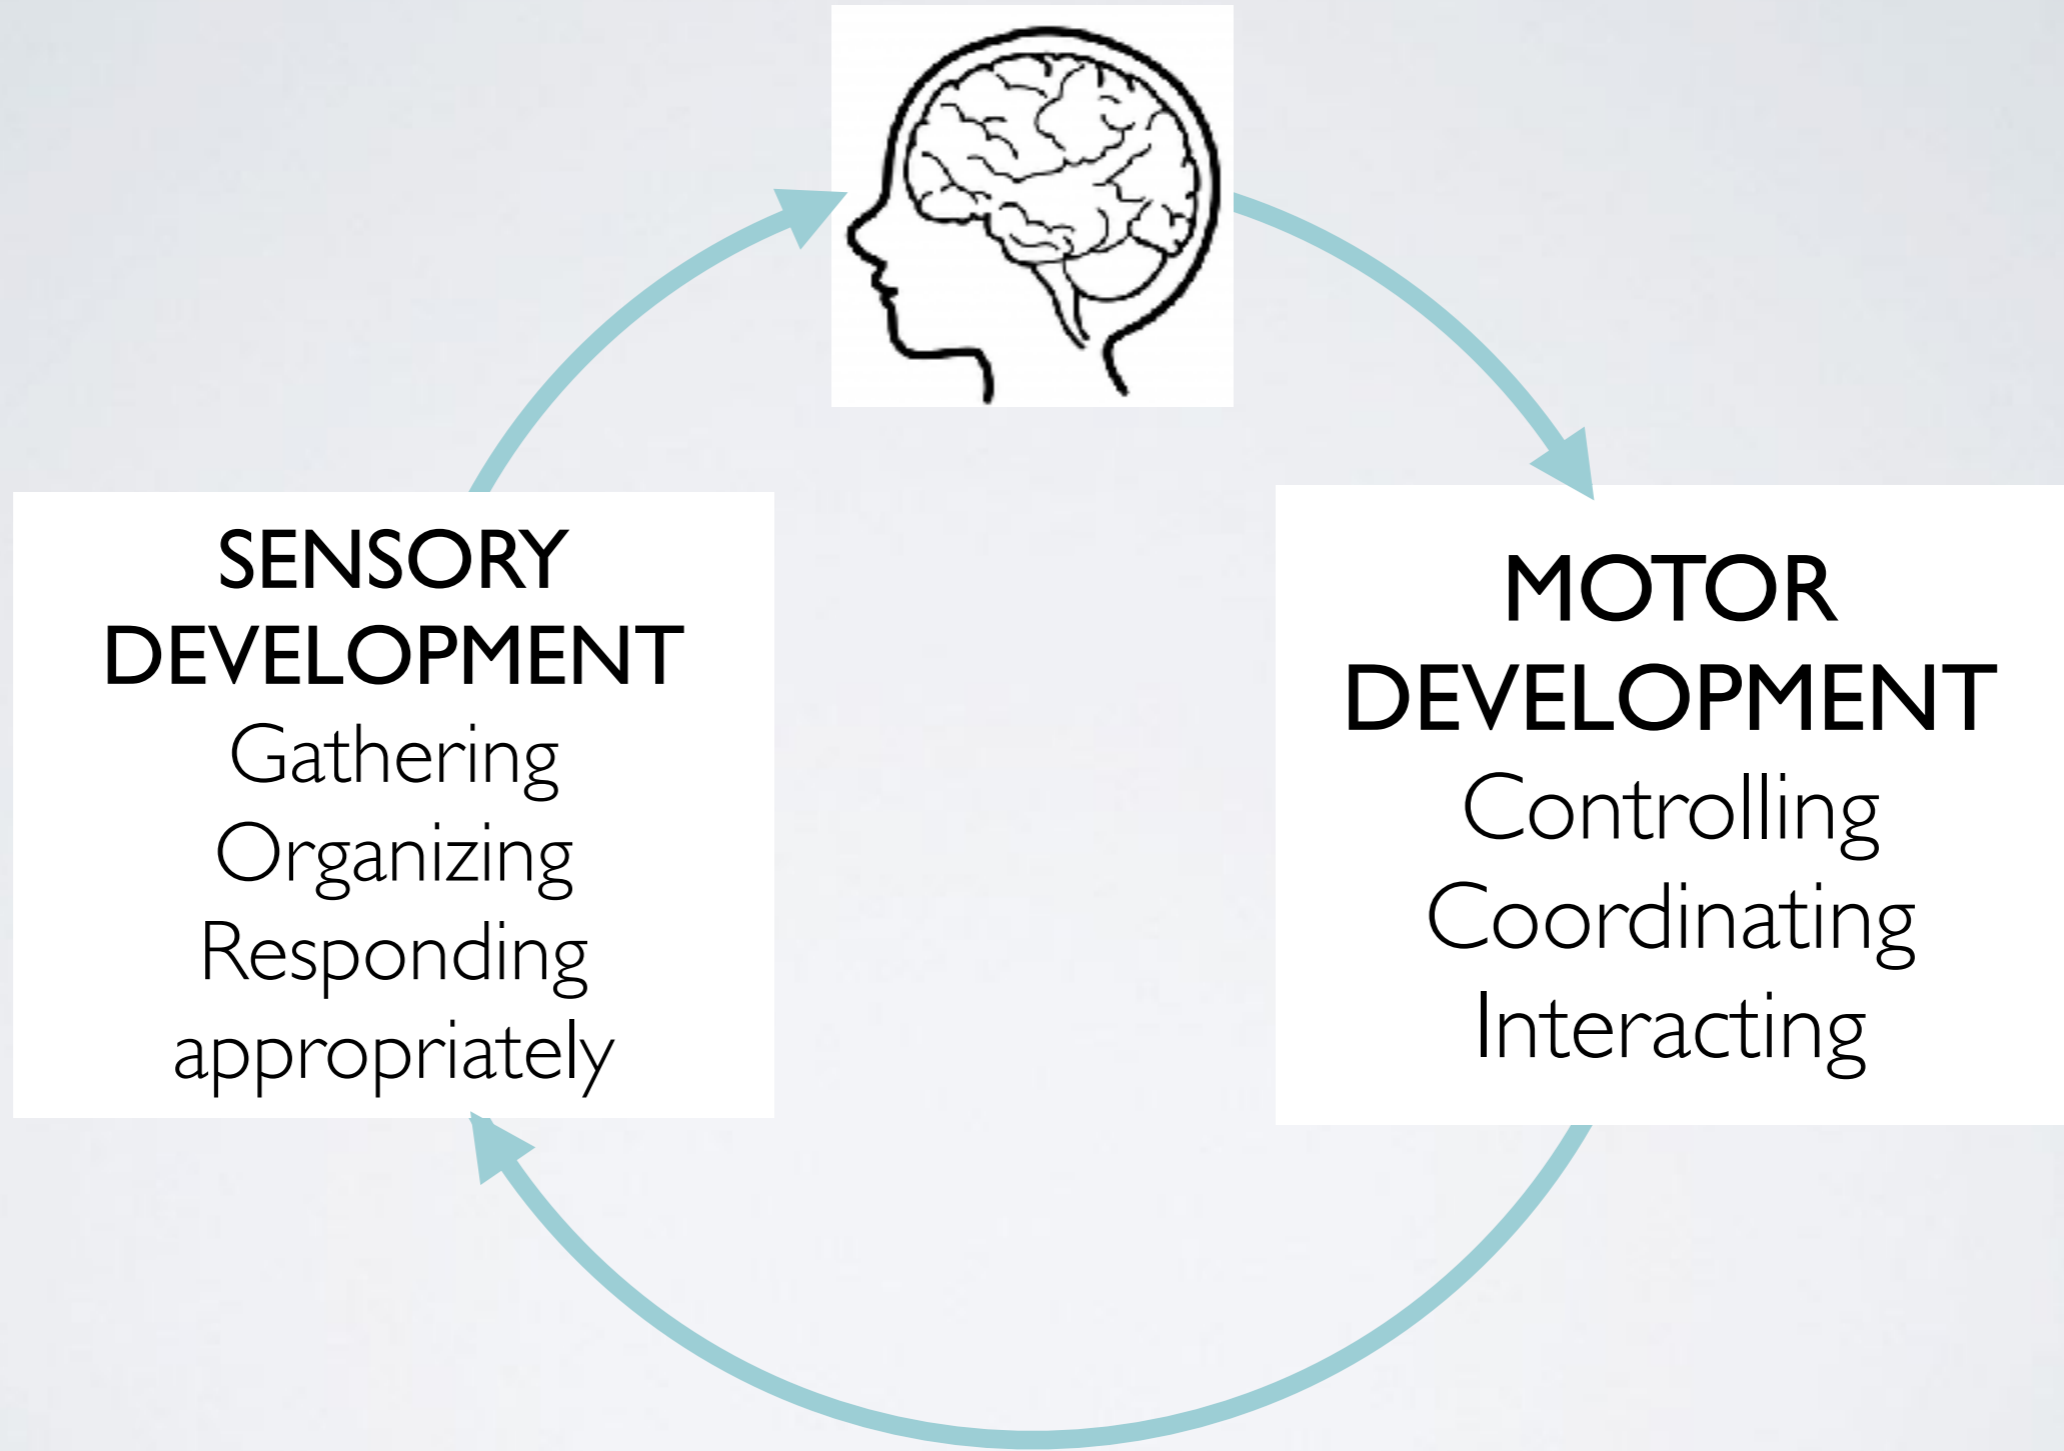 SENSORY
DEVELOPMENT
Gathering
Organizing
Responding
appropriately
MOTOR
DEVELOPMENT
Controlling
Coordinating
Interacting